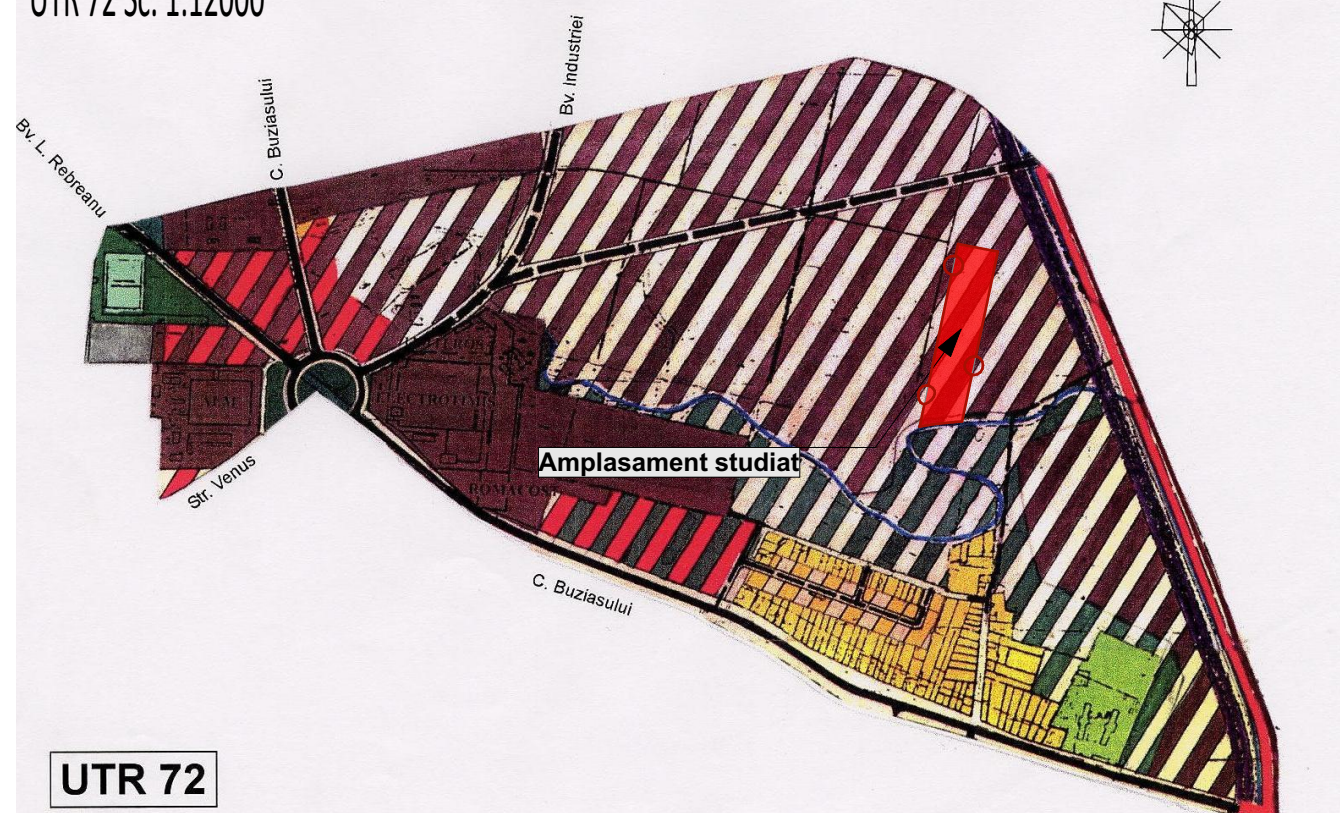 UTR 72 Sc. 1:12000
Bv. L. Rebreanu
C. Buziasului
Bv. Industriei
Amplasament studiat
Str. Venus
C. Buziasului
UTR 72